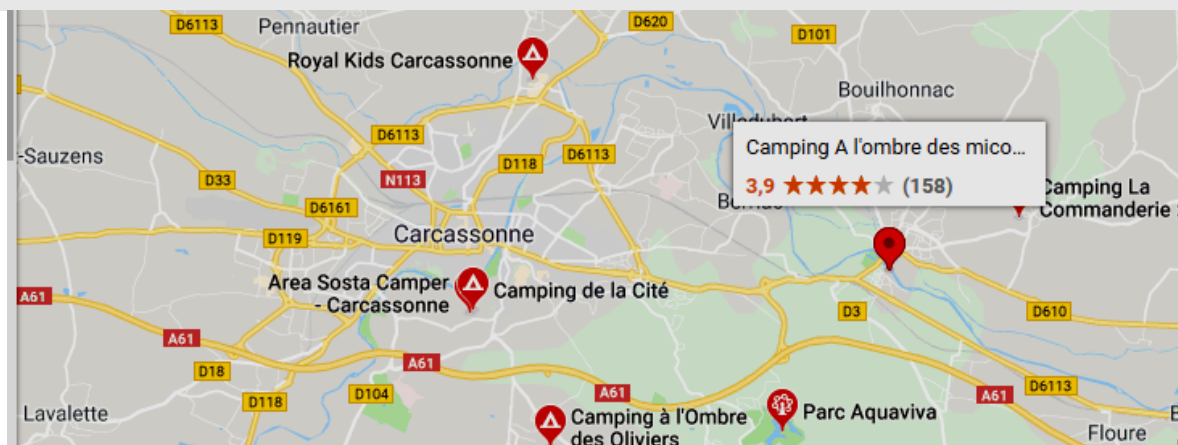 D6113
Pennautier
D620
D101
Royal Kids Carcassonne
Bouilhonnac
D6113
-Sauzens
D118
D6113
Camping A l'ombre des mico...
3,9 ★★★★★ (158)
N113
D33
D6161
Camping La
Commanderie
D119
Carcassonne
Area Sosta Camper
- Carcassonne
Camping de la Cité
A61
D3
D610
A61
A61
D18
D118
D104
A61
D6113
Lavalette
Camping à l'Ombre
des Oliviers
Parc Aquaviva
Floure